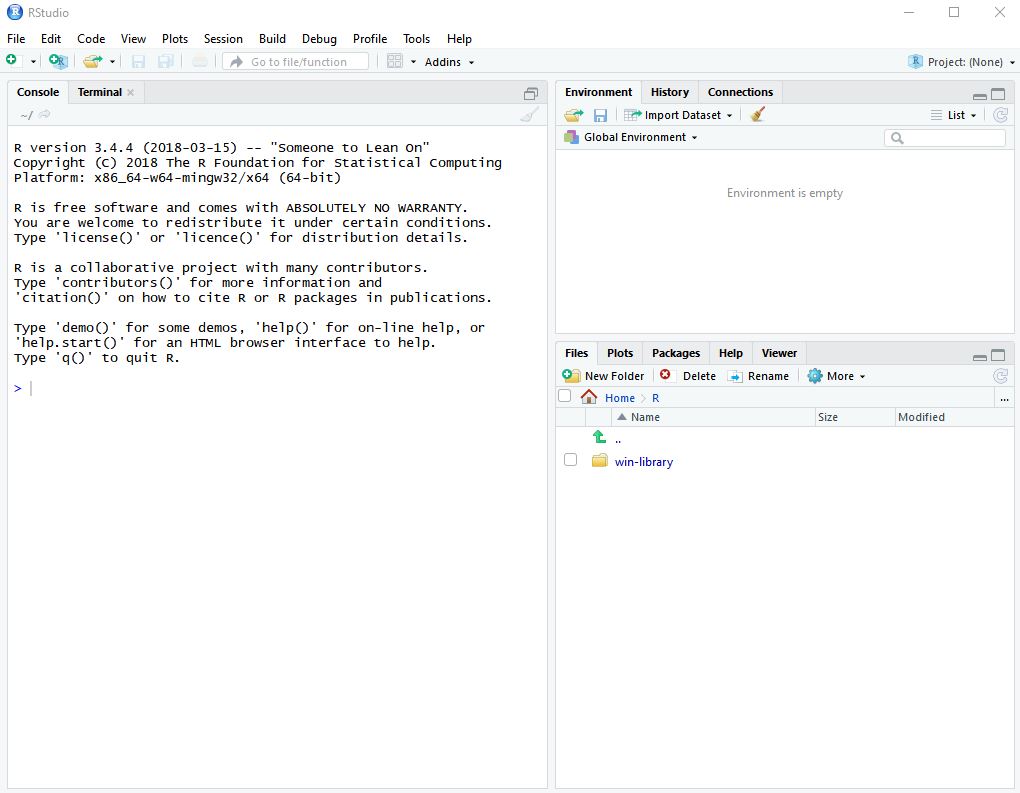 RStudio
File Edit Code View Plots Session Build Debug Profile Tools Help
Go to file/function Addins Project: (None)
Console Terminal
~/
R version 3.4.4 (2018-03-15) -- "Someone to Lean On"
Copyright (C) 2018 The R Foundation for Statistical Computing
Platform: x86_64-w64-mingw32/x64 (64-bit)
R is free software and comes with ABSOLUTELY NO WARRANTY.
You are welcome to redistribute it under certain conditions.
Type 'license()' or 'licence()' for distribution details.
R is a collaborative project with many contributors.
Type 'contributors()' for more information and
'citation()' on how to cite R or R packages in publications.
Type 'demo()' for some demos, 'help()' for on-line help, or
'help.start()' for an HTML browser interface to help.
Type 'q()' to quit R.
>
Environment History Connections
Import Dataset List
Global Environment
Environment is empty
Files Plots Packages Help Viewer
New Folder Delete Rename More
Home R ...
Name Size Modified
..
win-library